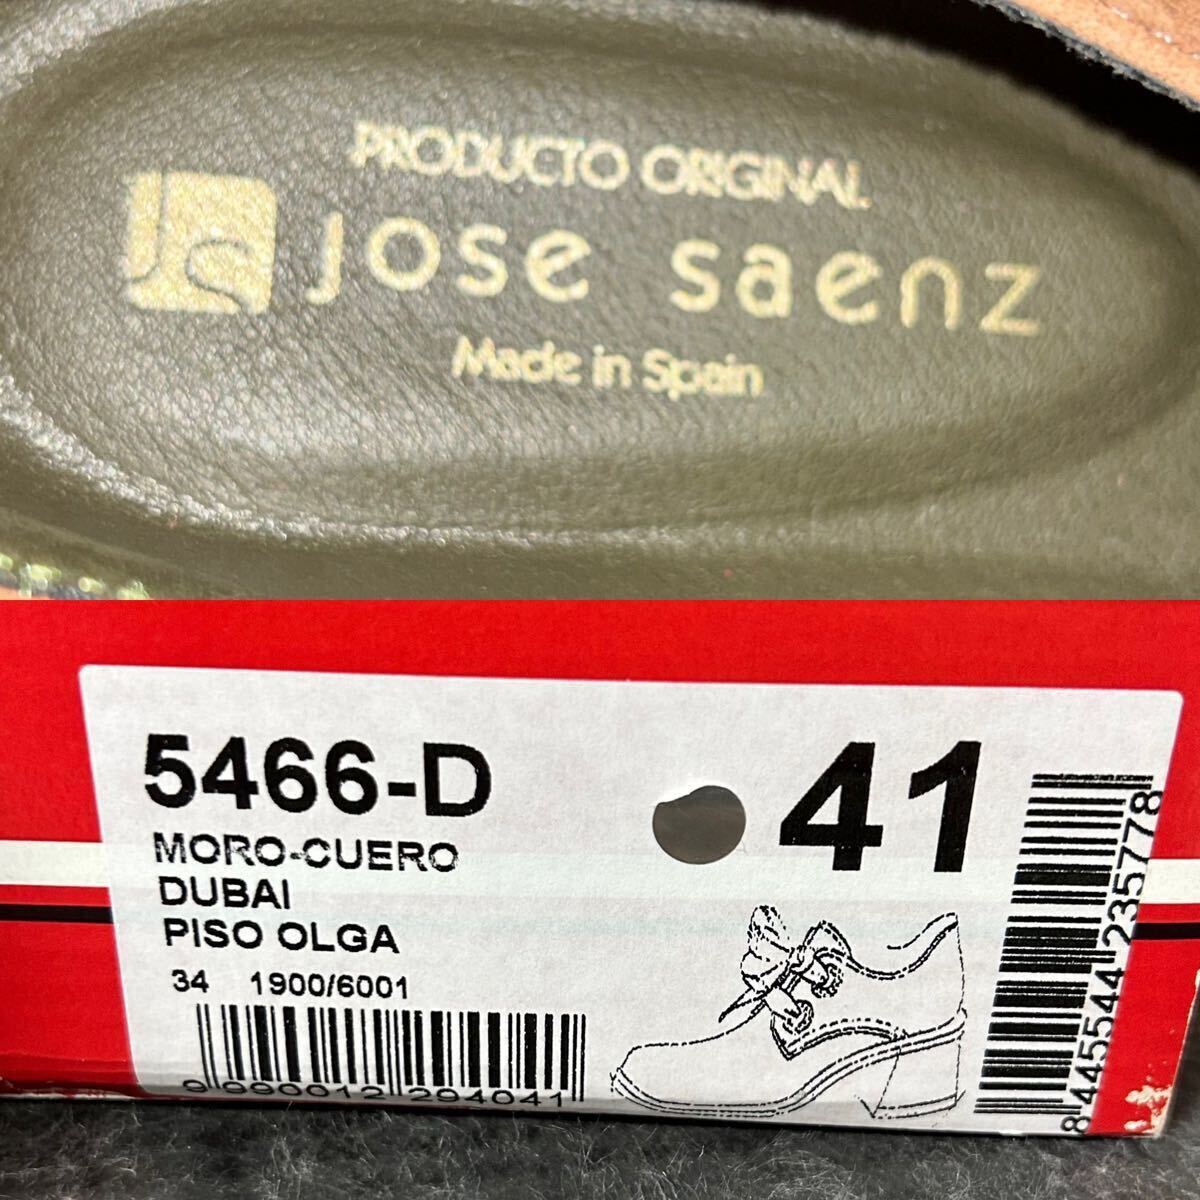 PRODUCTO ORIGINAL
JS jose saenz
Made in Spain
5466-D
41
MORO-CUERO
DUBAI
PISO OLGA
34 1900/6001
9 990012 294041
8 445544 235778